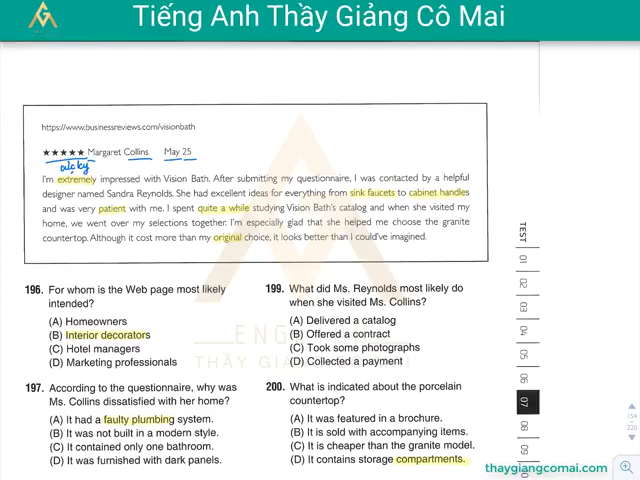 Tiếng Anh Thầy Giảng Cô Mai
https://www.businessreviews.com/visionbath
★★★★★ Margaret Collins May 25
cực kỳ
I'm extremely impressed with Vision Bath. After submitting my questionnaire, I was contacted by a helpful
designer named Sandra Reynolds. She had excellent ideas for everything from sink faucets to cabinet handles
and was very patient with me. I spent quite a while studying Vision Bath's catalog and when she visited my
home, we went over my selections together. I'm especially glad that she helped me choose the granite
countertop. Although it cost more than my original choice, it looks better than I could've imagined.
196. For whom is the Web page most likely
intended?
(A) Homeowners
(B) Interior decorators
(C) Hotel managers
(D) Marketing professionals
197. According to the questionnaire, why was
Ms. Collins dissatisfied with her home?
(A) It had a faulty plumbing system.
(B) It was not built in a modern style.
(C) It contained only one bathroom.
(D) It was furnished with dark panels.
199. What did Ms. Reynolds most likely do
when she visited Ms. Collins?
(A) Delivered a catalog
(B) Offered a contract
(C) Took some photographs
(D) Collected a payment
200. What is indicated about the porcelain
countertop?
(A) It was featured in a brochure.
(B) It is sold with accompanying items.
(C) It is cheaper than the granite model.
(D) It contains storage compartments.
TEST
01
02
03
04
05
06
07
08
09
154
220
THẦY GIẢNG CÔ MAI
thaygiangcomai.com